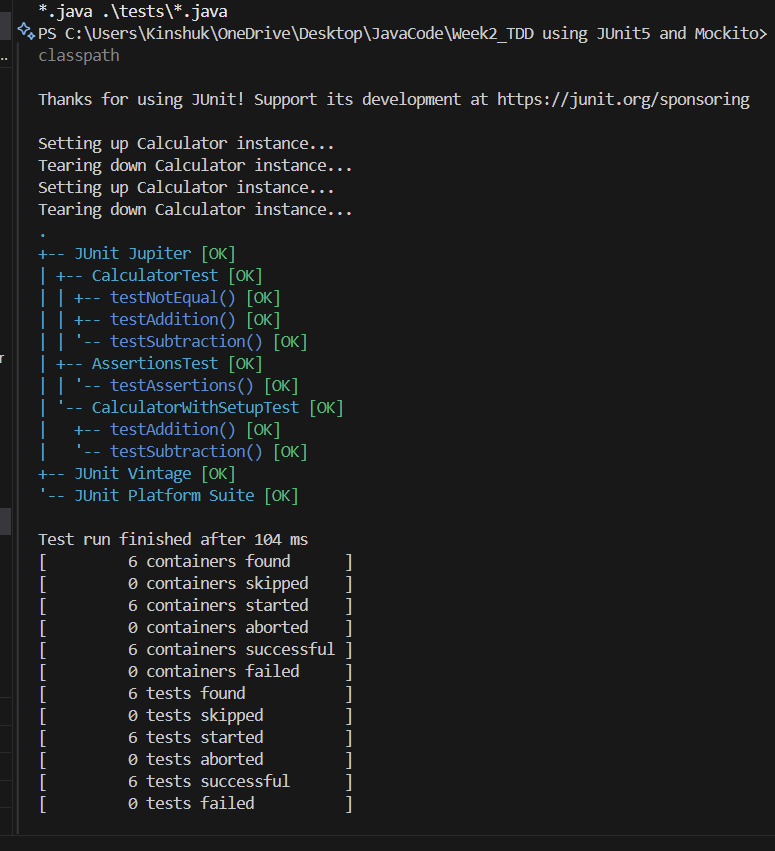 *.java .\tests\*.java
PS C:\Users\Kinshuk\OneDrive\Desktop\JavaCode\Week2_TDD using JUnit5 and Mockito>
classpath
Thanks for using JUnit! Support its development at https://junit.org/sponsoring
Setting up Calculator instance...
Tearing down Calculator instance...
Setting up Calculator instance...
Tearing down Calculator instance...
.
+-- JUnit Jupiter [OK]
| +-- CalculatorTest [OK]
| | +-- testNotEqual() [OK]
| | +-- testAddition() [OK]
| | '-- testSubtraction() [OK]
| +-- AssertionsTest [OK]
| | '-- testAssertions() [OK]
| '-- CalculatorWithSetupTest [OK]
|   +-- testAddition() [OK]
|   '-- testSubtraction() [OK]
+-- JUnit Vintage [OK]
'-- JUnit Platform Suite [OK]
Test run finished after 104 ms
[         6 containers found      ]
[         0 containers skipped    ]
[         6 containers started    ]
[         0 containers aborted    ]
[         6 containers successful ]
[         0 containers failed     ]
[         6 tests found           ]
[         0 tests skipped         ]
[         6 tests started         ]
[         0 tests aborted         ]
[         6 tests successful      ]
[         0 tests failed          ]